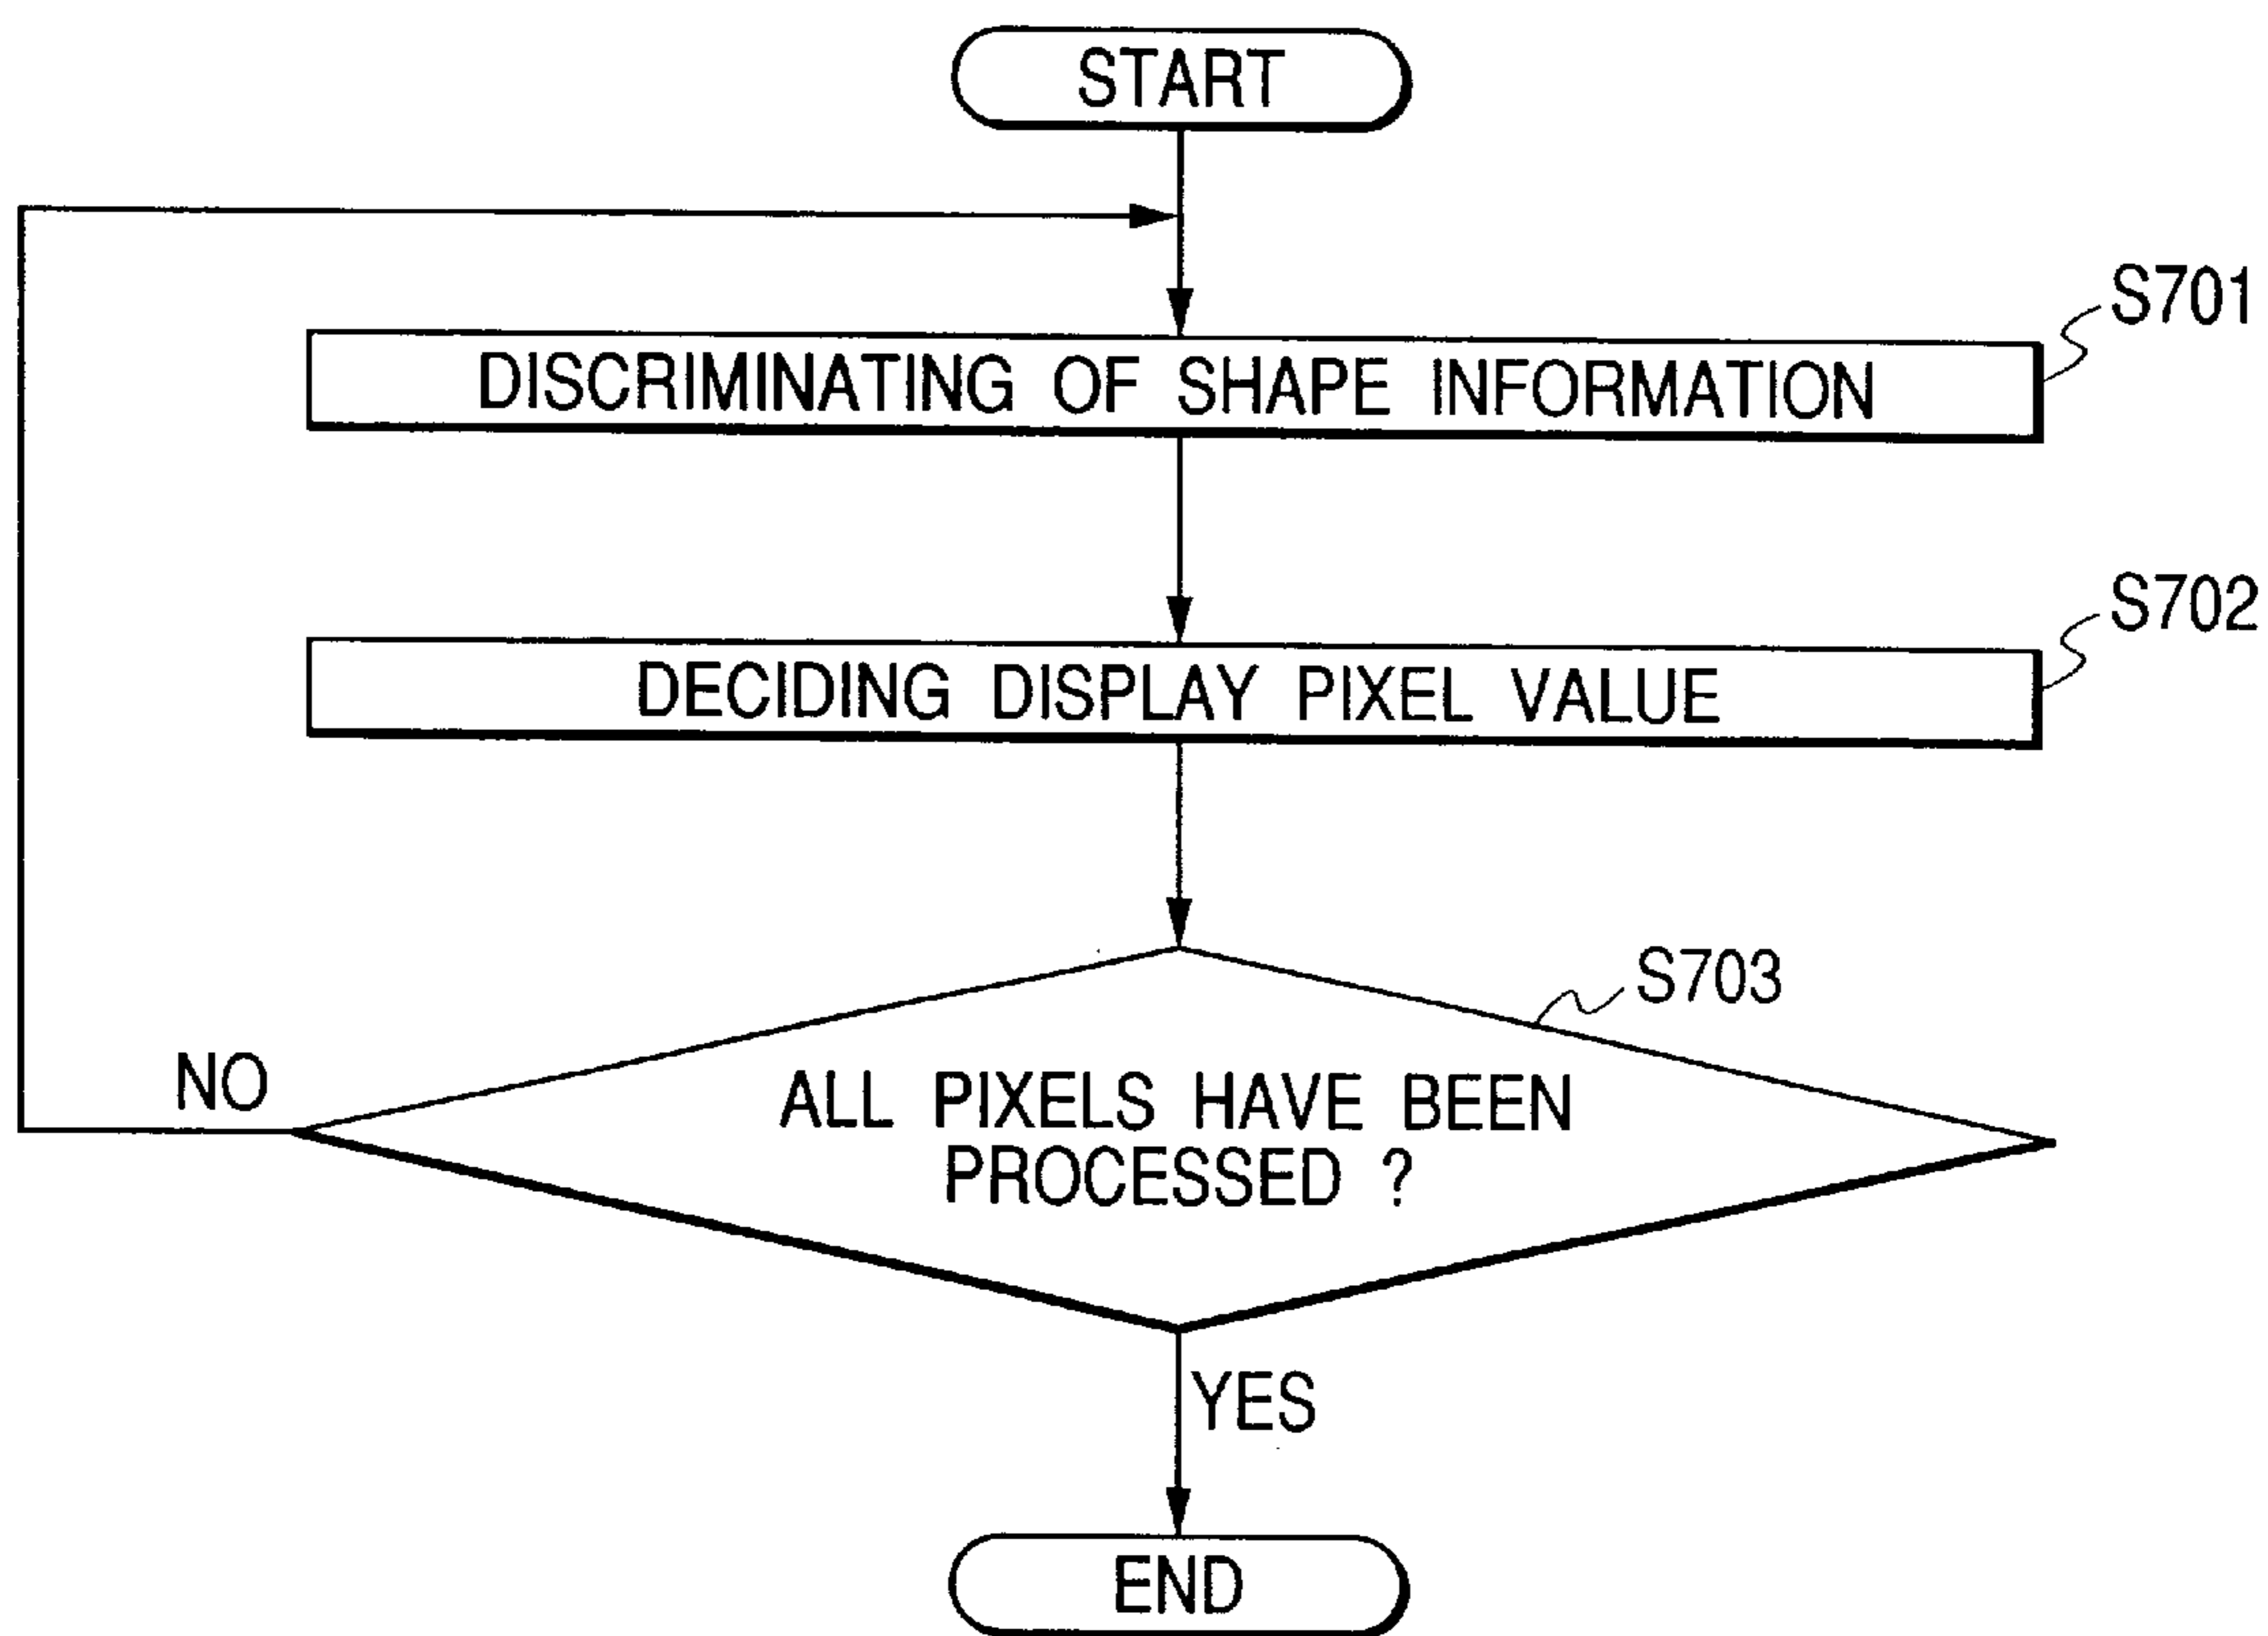 START
S701
DISCRIMINATING OF SHAPE INFORMATION
S702
DECIDING DISPLAY PIXEL VALUE
S703
NO
ALL PIXELS HAVE BEEN
PROCESSED ?
YES
END